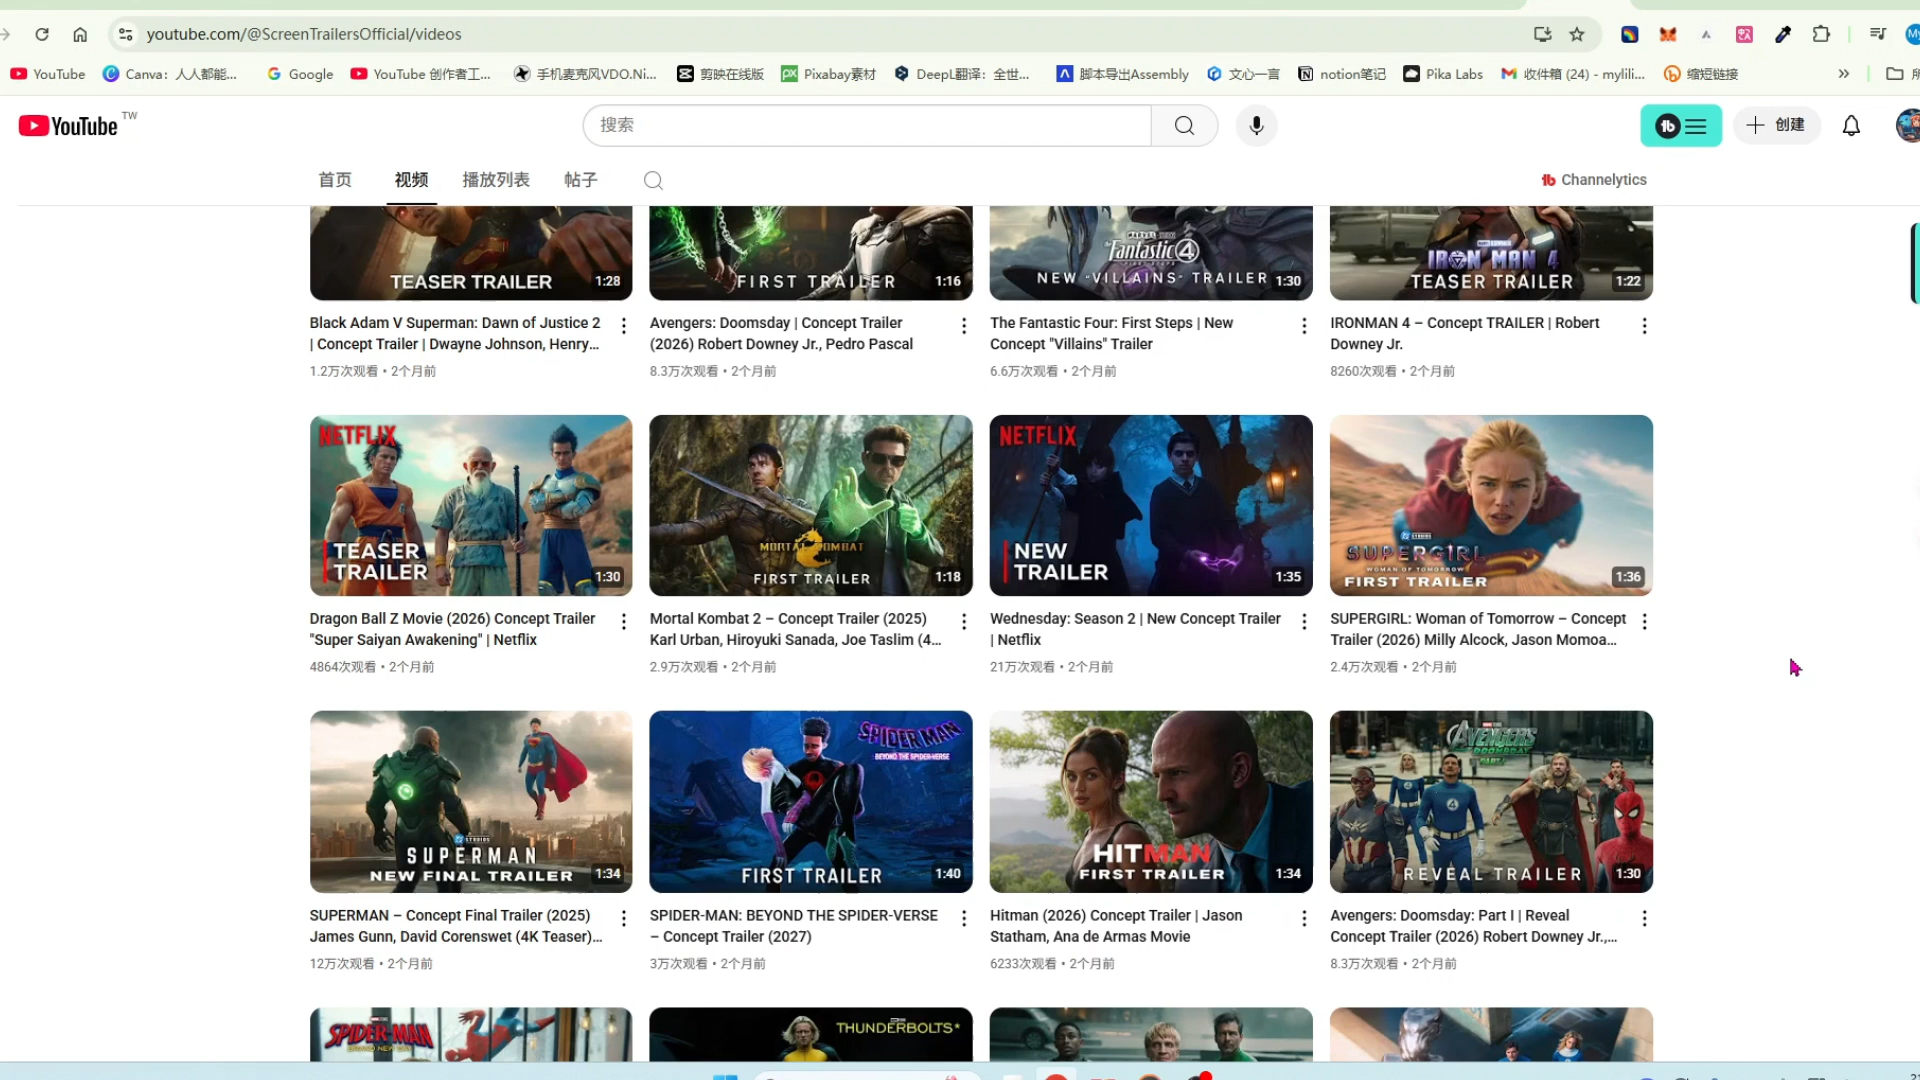 youtube.com/@ScreenTrailersOfficial/videos
YouTube
Canva：人人都能...
Google
YouTube 创作者工...
手机麦克风VDO.Ni...
剪映在线版
Pixabay素材
DeepL翻译：全世...
脚本导出Assembly
文心一言
notion笔记
Pika Labs
收件箱 (24) - mylili...
缩短链接
YouTube TW
搜索
创建
首页
视频
播放列表
帖子
Channelytics
TEASER TRAILER
1:28
FIRST TRAILER
1:16
Fantastic 4
NEW "VILLAINS" TRAILER
1:30
IRON MAN 4
TEASER TRAILER
1:22
Black Adam V Superman: Dawn of Justice 2
| Concept Trailer | Dwayne Johnson, Henry...
1.2万次观看 • 2个月前
Avengers: Doomsday | Concept Trailer
(2026) Robert Downey Jr., Pedro Pascal
8.3万次观看 • 2个月前
The Fantastic Four: First Steps | New
Concept "Villains" Trailer
6.6万次观看 • 2个月前
IRONMAN 4 – Concept TRAILER | Robert
Downey Jr.
8260次观看 • 2个月前
NETFLIX
TEASER
TRAILER
1:30
MORTAL KOMBAT
FIRST TRAILER
1:18
NETFLIX
NEW
TRAILER
1:35
SUPERGIRL
WOMAN OF TOMORROW
FIRST TRAILER
1:36
Dragon Ball Z Movie (2026) Concept Trailer
"Super Saiyan Awakening" | Netflix
4864次观看 • 2个月前
Mortal Kombat 2 – Concept Trailer (2025)
Karl Urban, Hiroyuki Sanada, Joe Taslim (4...
2.9万次观看 • 2个月前
Wednesday: Season 2 | New Concept Trailer
| Netflix
21万次观看 • 2个月前
SUPERGIRL: Woman of Tomorrow – Concept
Trailer (2026) Milly Alcock, Jason Momoa...
2.4万次观看 • 2个月前
STUDIOS
SUPERMAN
NEW FINAL TRAILER
1:34
SPIDER-MAN
BEYOND THE SPIDER-VERSE
FIRST TRAILER
1:40
HITMAN
FIRST TRAILER
1:34
AVENGERS
DOOMSDAY
PART I
REVEAL TRAILER
1:30
SUPERMAN – Concept Final Trailer (2025)
James Gunn, David Corenswet (4K Teaser)...
12万次观看 • 2个月前
SPIDER-MAN: BEYOND THE SPIDER-VERSE
– Concept Trailer (2027)
3万次观看 • 2个月前
Hitman (2026) Concept Trailer | Jason
Statham, Ana de Armas Movie
6233次观看 • 2个月前
Avengers: Doomsday: Part I | Reveal
Concept Trailer (2026) Robert Downey Jr.,...
8.3万次观看 • 2个月前
SPIDER-MAN
THUNDERBOLTS*